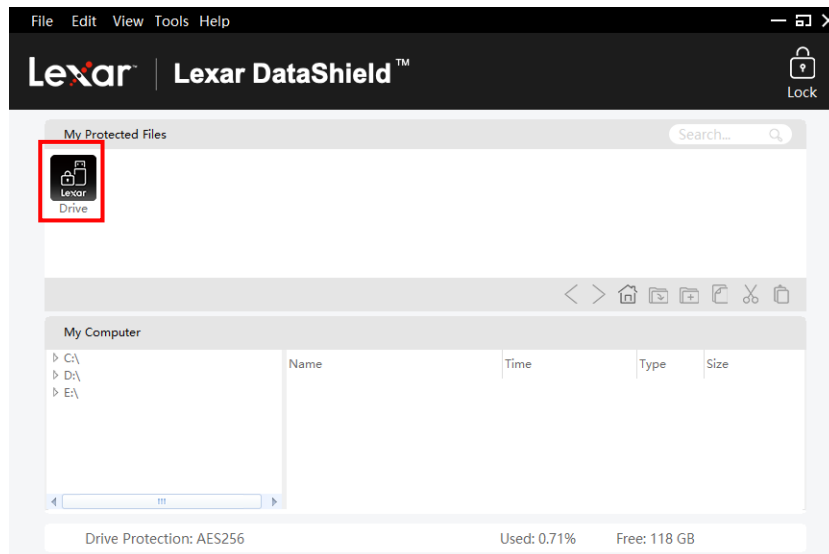 File Edit View Tools Help
Lexar™ Lexar DataShield™
Lock
My Protected Files
Search...
Lexar
Drive
My Computer
C:\
D:\
E:\
Name Time Type Size
Drive Protection: AES256 Used: 0.71% Free: 118 GB